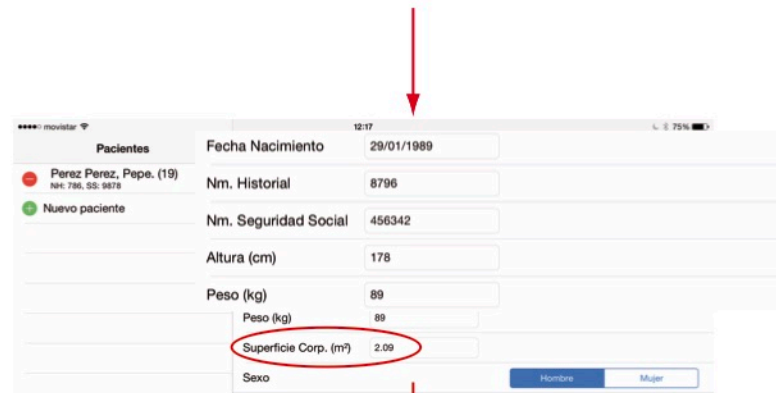 movistar 12:17 75%
Pacientes
Perez Perez, Pepe. (19)
NH: 786, SS: 9878
Nuevo paciente
Fecha Nacimiento 29/01/1989
Nm. Historial 8796
Nm. Seguridad Social 456342
Altura (cm) 178
Peso (kg) 89
Peso (kg) 89
Superficie Corp. (m²) 2.09
Sexo Hombre Mujer